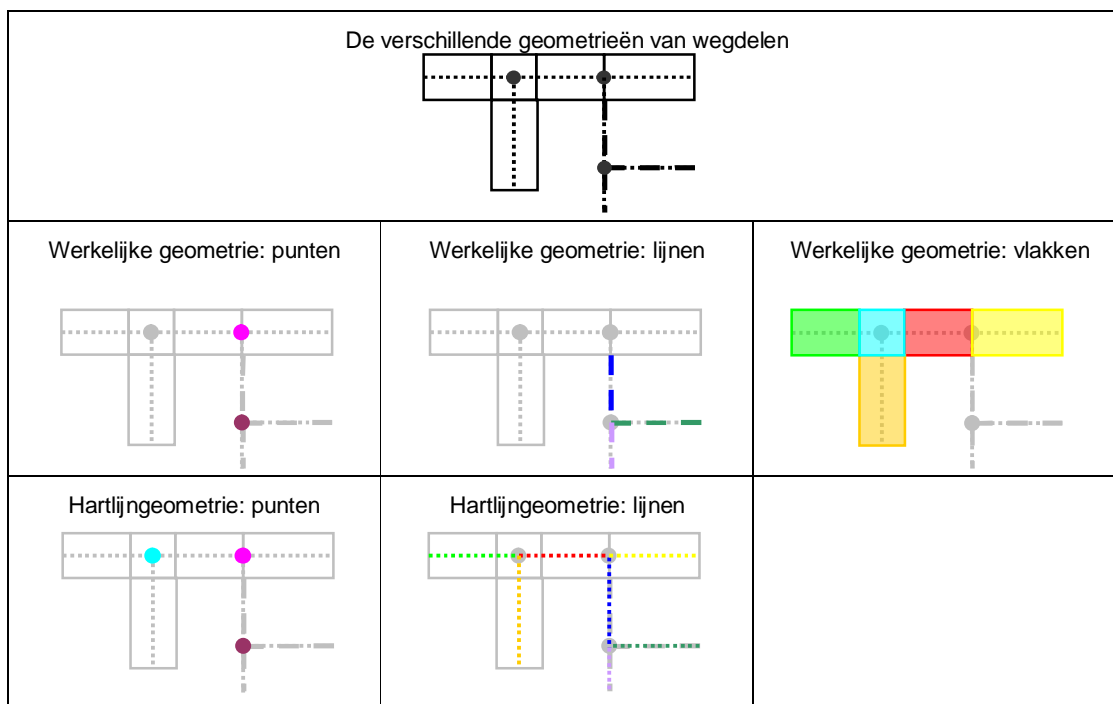 De verschillende geometrieën van wegdelen
Werkelijke geometrie: punten
Werkelijke geometrie: lijnen
Werkelijke geometrie: vlakken
Hartlijngeometrie: punten
Hartlijngeometrie: lijnen